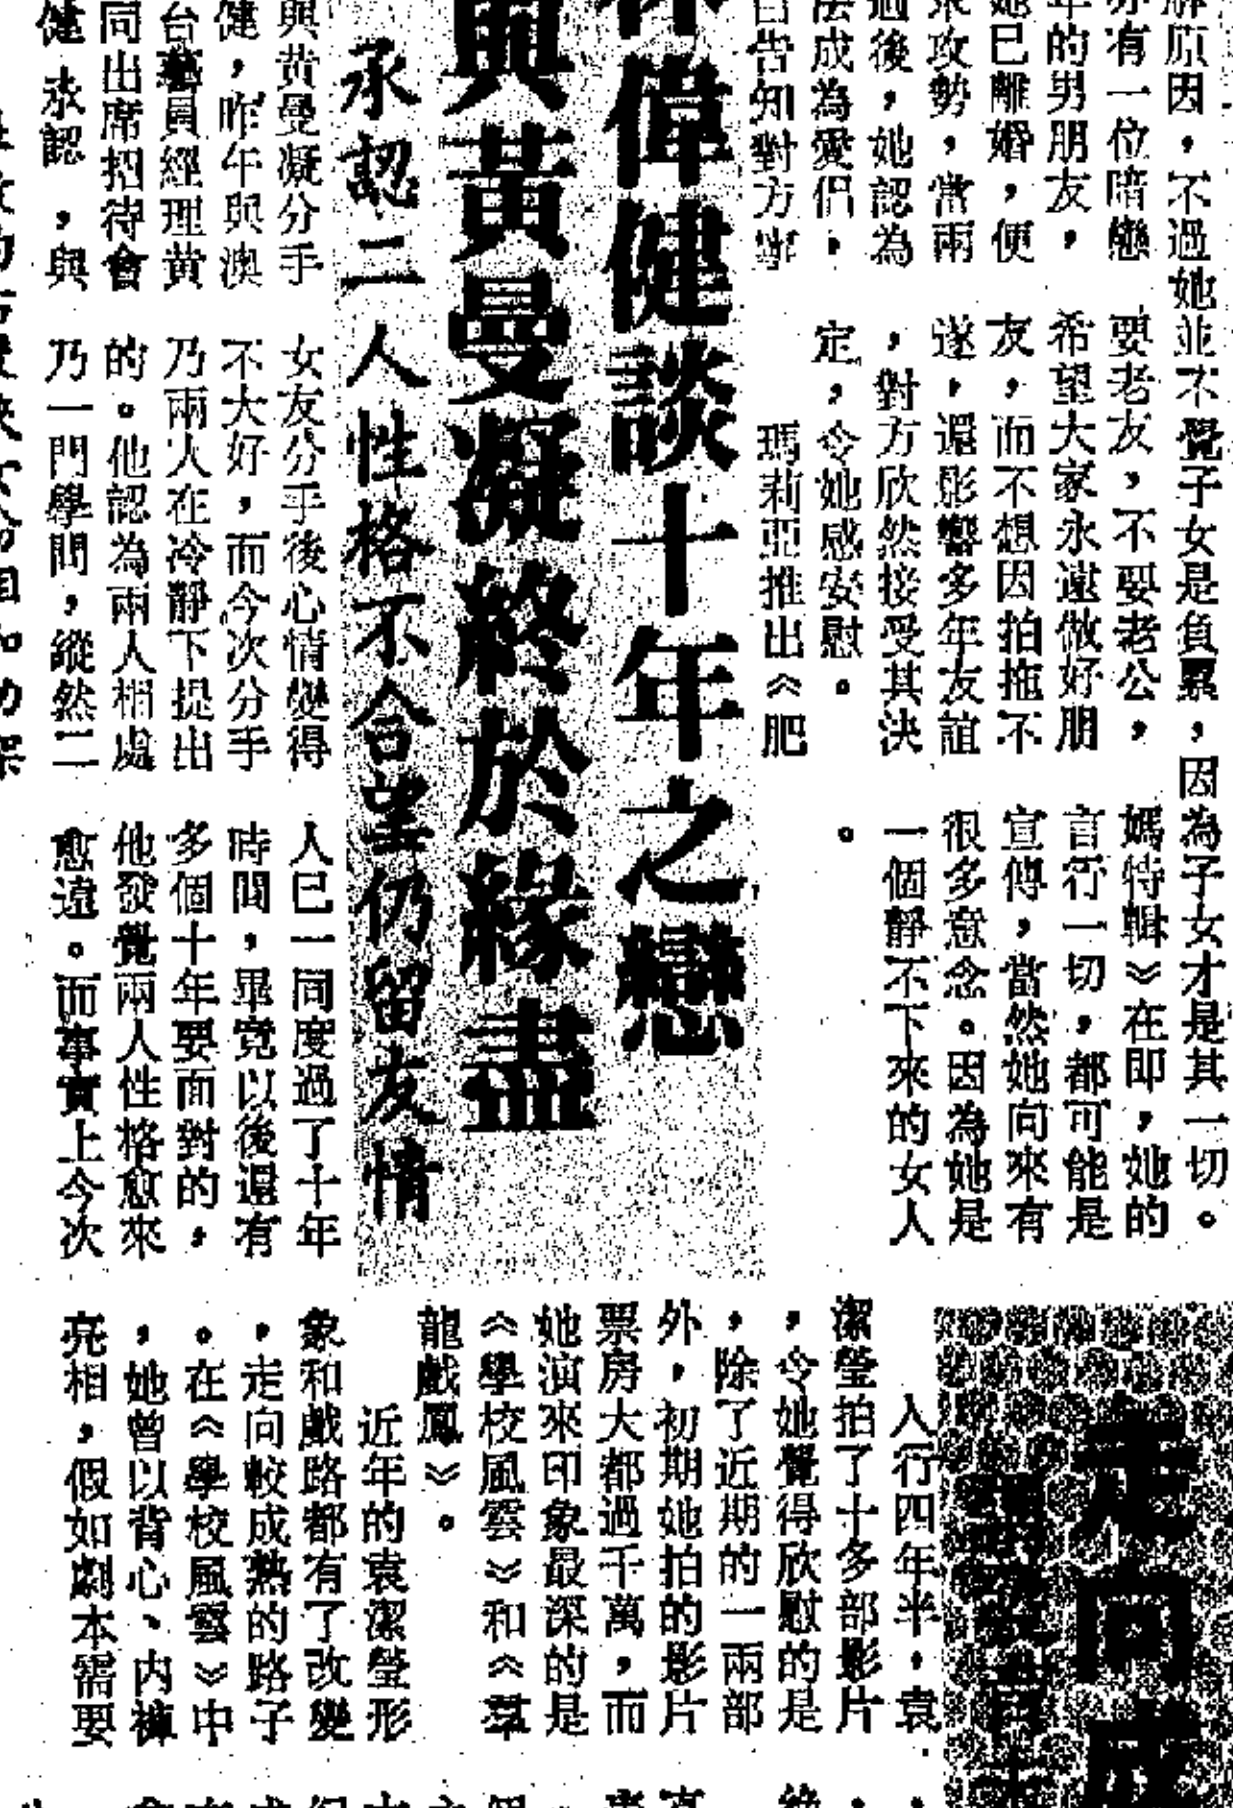 解原因，不過她並不覺子女是負累，因為子女才是其一切。
亦有一位暗戀
年的男朋友，
她已離婚，便
來攻勢，當兩
過後，她認為
法成為愛侶，
白告知對方寧
要老友，不要老公，
希望大家永遠做好朋
友，而不想因拍拖不
遂，還影響多年友誼
，對方欣然接受其決
定，令她感安慰。
瑪莉亞推出《肥
媽特輯》在即，她的
言行一切，都可能是
宣傳，當然她向來有
很多意念。因為她是
一個靜不下來的女人
。
偉健談十年之戀
與黃曼凝終於緣盡
承認二人性格不合望仍留友情
與黃曼凝分手
健，昨午與澳
台藝員經理黃
同出席招待會
健承認，與
女友分手後心情變得
不大好，而今次分手
乃兩人在冷靜下提出
的。他認為兩人相處
乃一門學問，縱然二
人已一同度過了十年
時間，畢竟以後還有
多個十年要面對的，
他發覺兩人性格愈來
愈遠。而事實上今次
走向成
入行四年半，袁
潔瑩拍了十多部影片
，令她覺得欣慰的是
，除了近期的一兩部
外，初期她拍的影片
票房大都過千萬，而
她演來印象最深的是
《學校風雲》和《群
龍戲鳳》。
近年的袁潔瑩形
象和戲路都有了改變
，走向較成熟的路子
。在《學校風雲》中
，她曾以背心、內褲
亮相，假如劇本需要